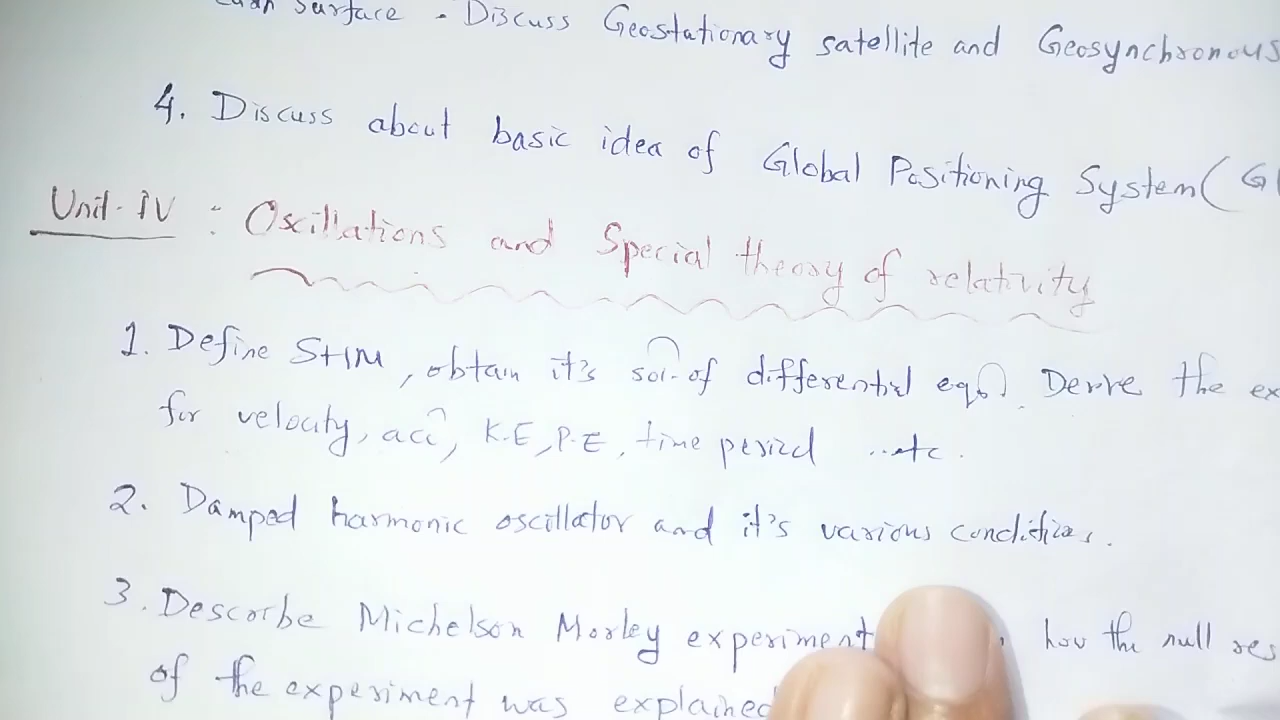 surface. Discuss Geostationary satellite and Geosynchronous
4. Discuss about basic idea of Global Positioning System (G
Unit-IV : Oscillations and Special theory of relativity
1. Define SHM, obtain it's sol. of differential eqn. Derive the ex
for velocity, acc, K.E, P.E, time period ..etc.
2. Damped harmonic oscillator and it's various conditions.
3. Describe Michelson Morley experiment how the null res
of the experiment was explained